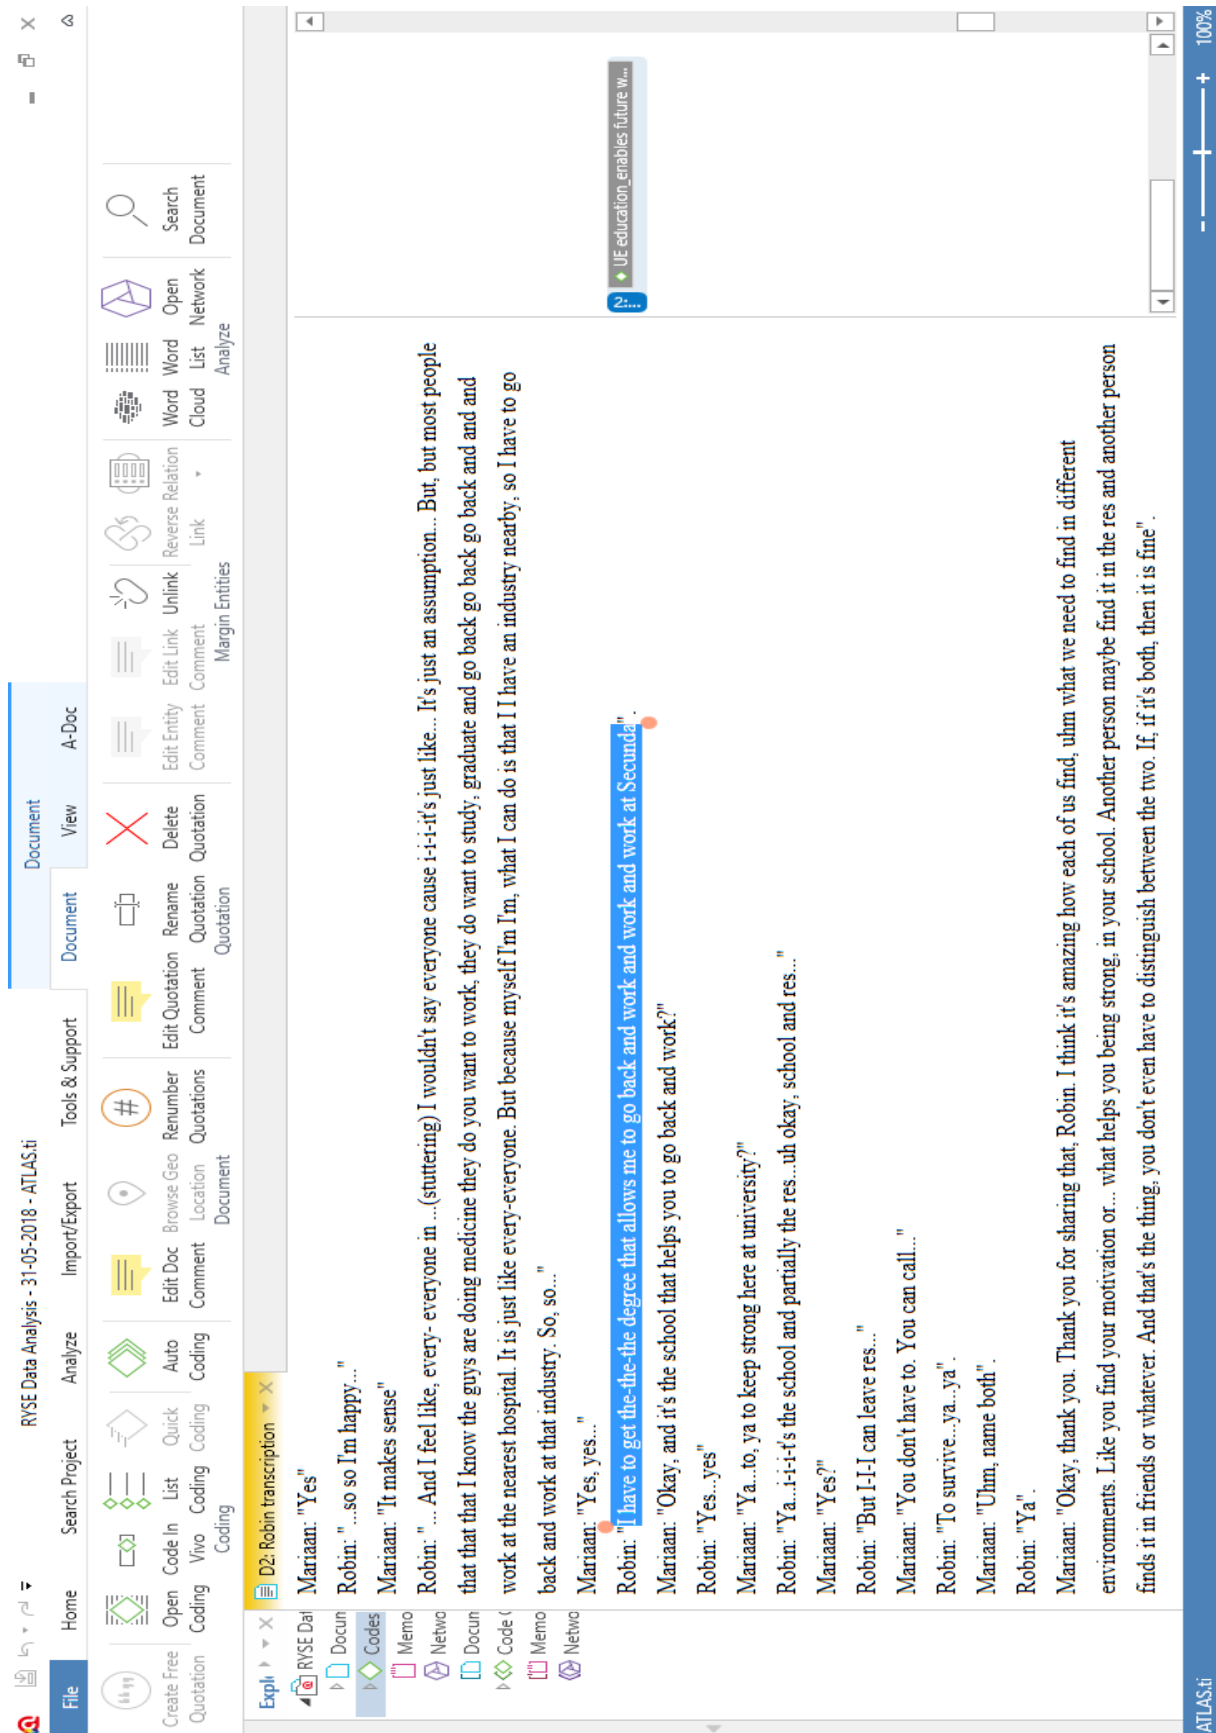 RYSE Data Analysis - 31-05-2018 - ATLAS.ti
Document
File Home Search Project Analyze Import/Export Tools & Support Document View A-Doc
Create Free Quotation
Open Coding
Code In Vivo
List Coding
Quick Coding
Auto Coding
Coding
Edit Doc Comment
Browse Geo Location
Renumber Quotations
Document
Edit Quotation Comment
Rename Quotation
Delete Quotation
Quotation
Edit Entity Comment
Edit Link Comment
Unlink
Reverse Link
Relation
Margin Entities
Word Cloud
Word List
Open Network
Analyze
Search Document
Expl
D2: Robin transcription
RYSE Dat
Docun
Codes
Memo
Netwo
Docun
Code (
Memo
Netwo
Mariaan: "Yes"
Robin: "...so so I'm happy..."
Mariaan: "It makes sense"
Robin: "... And I feel like, every- everyone in ...(stuttering) I wouldn't say everyone cause i-i-i-it's just like... It's just an assumption... But, but most people
that that that I know the guys are doing medicine they do you want to work, they do want to study, graduate and go back go back go back and and
work at the nearest hospital. It is just like every-everyone. But because myself I'm I'm, what I can do is that I I have an industry nearby, so I have to go
back and work at that industry. So, so..."
Mariaan: "Yes, yes..."
Robin: "I have to get the-the-the degree that allows me to go back and work and work and work at Secunda".
Mariaan: "Okay, and it's the school that helps you to go back and work?"
Robin: "Yes...yes"
Mariaan: "Ya...to, ya to keep strong here at university?"
Robin: "Ya...i-i-i-t's the school and partially the res...uh okay, school and res..."
Mariaan: "Yes?"
Robin: "But I-I-I can leave res..."
Mariaan: "You don't have to. You can call..."
Robin: "To survive...ya...ya".
Mariaan: "Uhm, name both"
Robin: "Ya".
Mariaan: "Okay, thank you. Thank you for sharing that, Robin. I think it's amazing how each of us find, uhm what we need to find in different
environments. Like you find your motivation or... what helps you being strong, in your school. Another person maybe find it in the res and another person
finds it in friends or whatever. And that's the thing, you don't even have to distinguish between the two. If, if it's both, then it is fine".
2:...
UE education_enables future w...
ATLAS.ti
100%